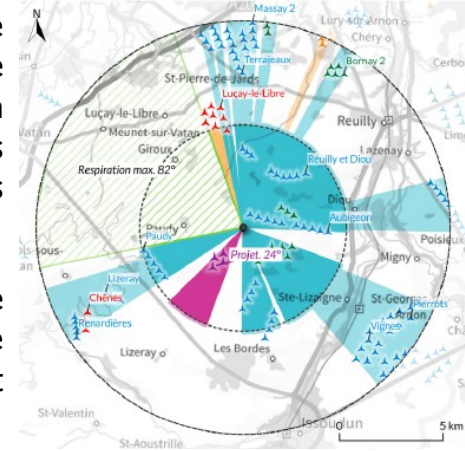 N
Massay 2
Lury-sur-Arnon
Chéry
Terrajeaux
Bornay 2
St-Pierre-de-Jards
Luçay-le-Libre
Luçay-le-Libre
Reuilly
Vatan
Meunet-sur-Vatan
Giroux
Lazenay
Respiration max. 82°
Reuilly et Diou
Diou
Aubigeon
Paudy
Paudy
Poisieux
Projet. 24°
Migny
Lizeray
Ste-Lizaigne
St-Georges
Arnon
Pierrots
Chênes
Renardières
Vignes
Lizeray
Les Bordes
St-Valentin
Issoudun
St-Aoustrille
0
5 km